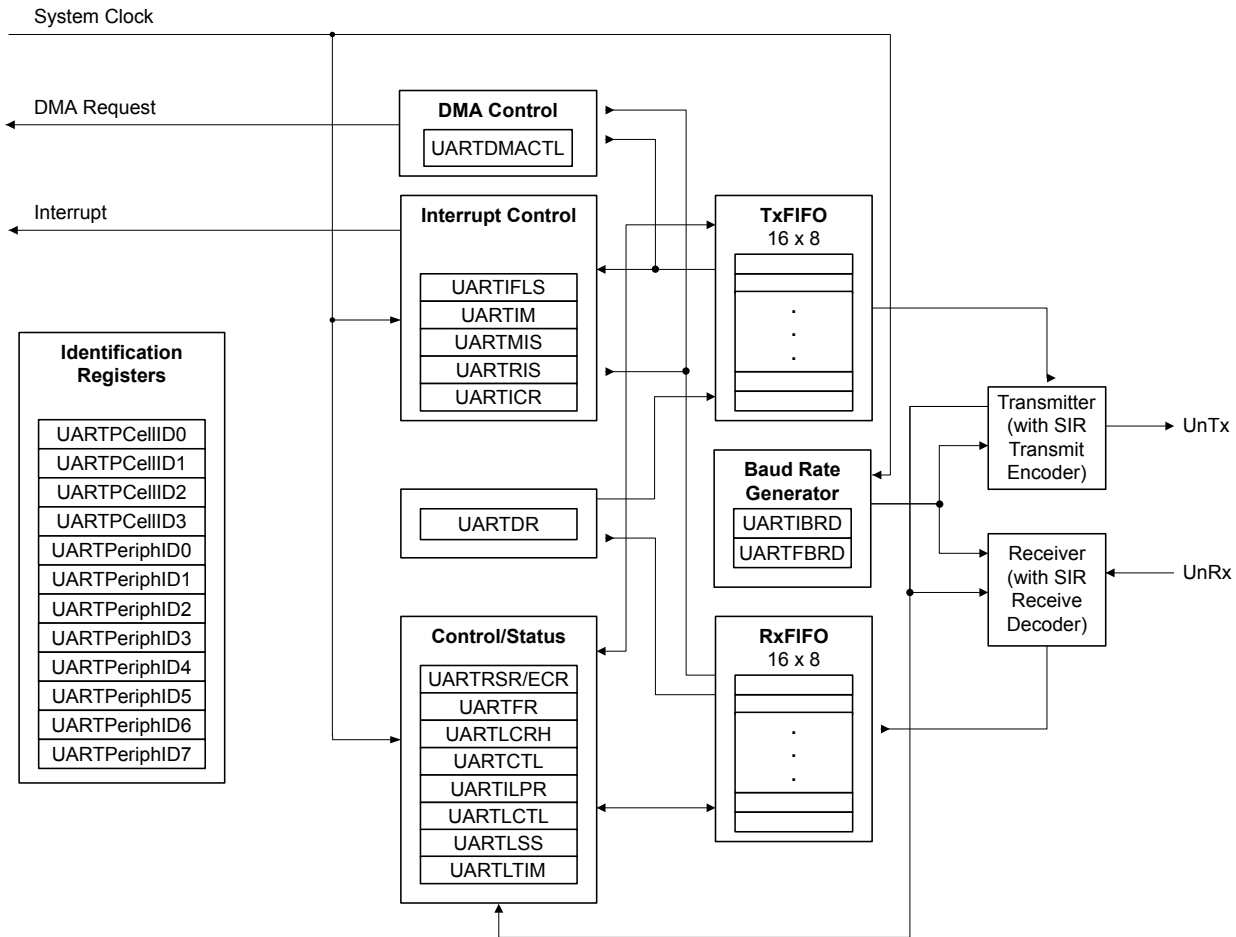 System Clock
DMA Request
DMA Control
UARTDMACTL
Interrupt
Interrupt Control
UARTIFLS
UARTIM
UARTMIS
UARTRIS
UARTICR
TxFIFO
16 x 8
.
.
.
Identification
Registers
UARTPCellID0
UARTPCellID1
UARTPCellID2
UARTPCellID3
UARTPeriphID0
UARTPeriphID1
UARTPeriphID2
UARTPeriphID3
UARTPeriphID4
UARTPeriphID5
UARTPeriphID6
UARTPeriphID7
UARTDR
Baud Rate
Generator
UARTIBRD
UARTFBRD
Transmitter
(with SIR
Transmit
Encoder)
UnTx
Receiver
(with SIR
Receive
Decoder)
UnRx
Control/Status
UARTRSR/ECR
UARTFR
UARTLCRH
UARTCTL
UARTILPR
UARTLCTL
UARTLSS
UARTLTIM
RxFIFO
16 x 8
.
.
.